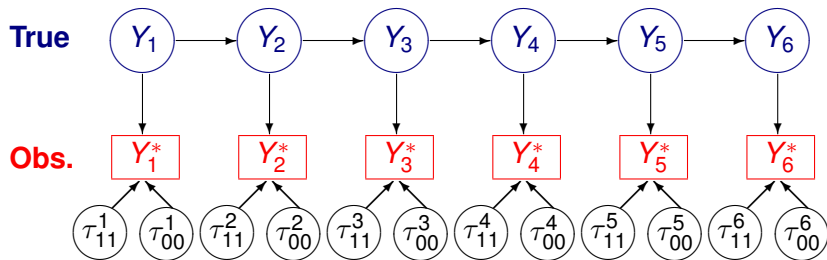 True Y₁ Y₂ Y₃ Y₄ Y₅ Y₆
Obs. Y₁* Y₂* Y₃* Y₄* Y₅* Y₆*
τ₁₁¹ τ₀₀¹ τ₁₁² τ₀₀² τ₁₁³ τ₀₀³ τ₁₁⁴ τ₀₀⁴ τ₁₁⁵ τ₀₀⁵ τ₁₁⁶ τ₀₀⁶